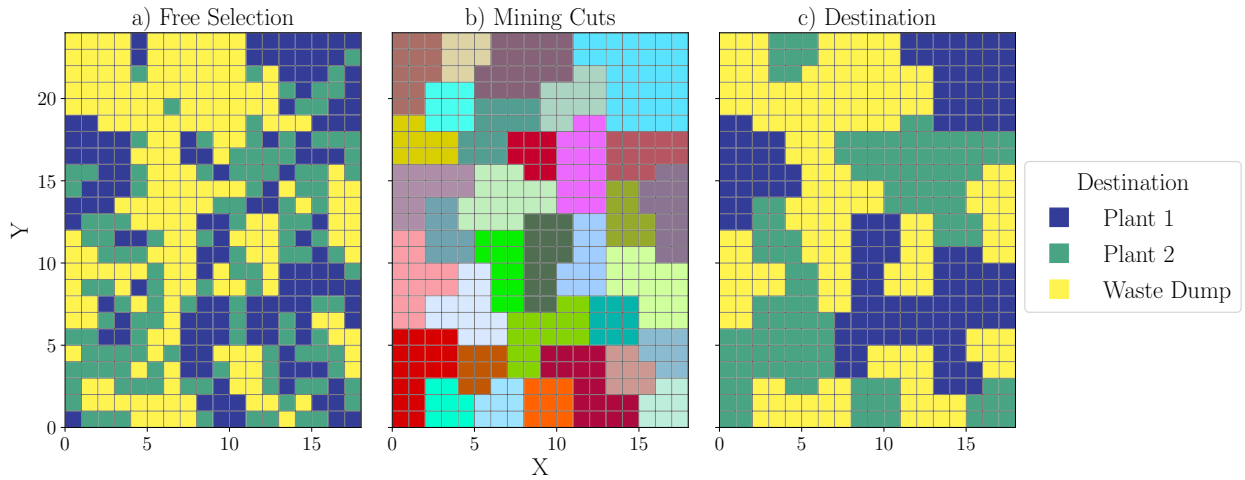 a) Free Selection
b) Mining Cuts
c) Destination
Y
20
15
10
5
0
0 5 10 15
0 5 10 15
0 5 10 15
X
Destination
Plant 1
Plant 2
Waste Dump